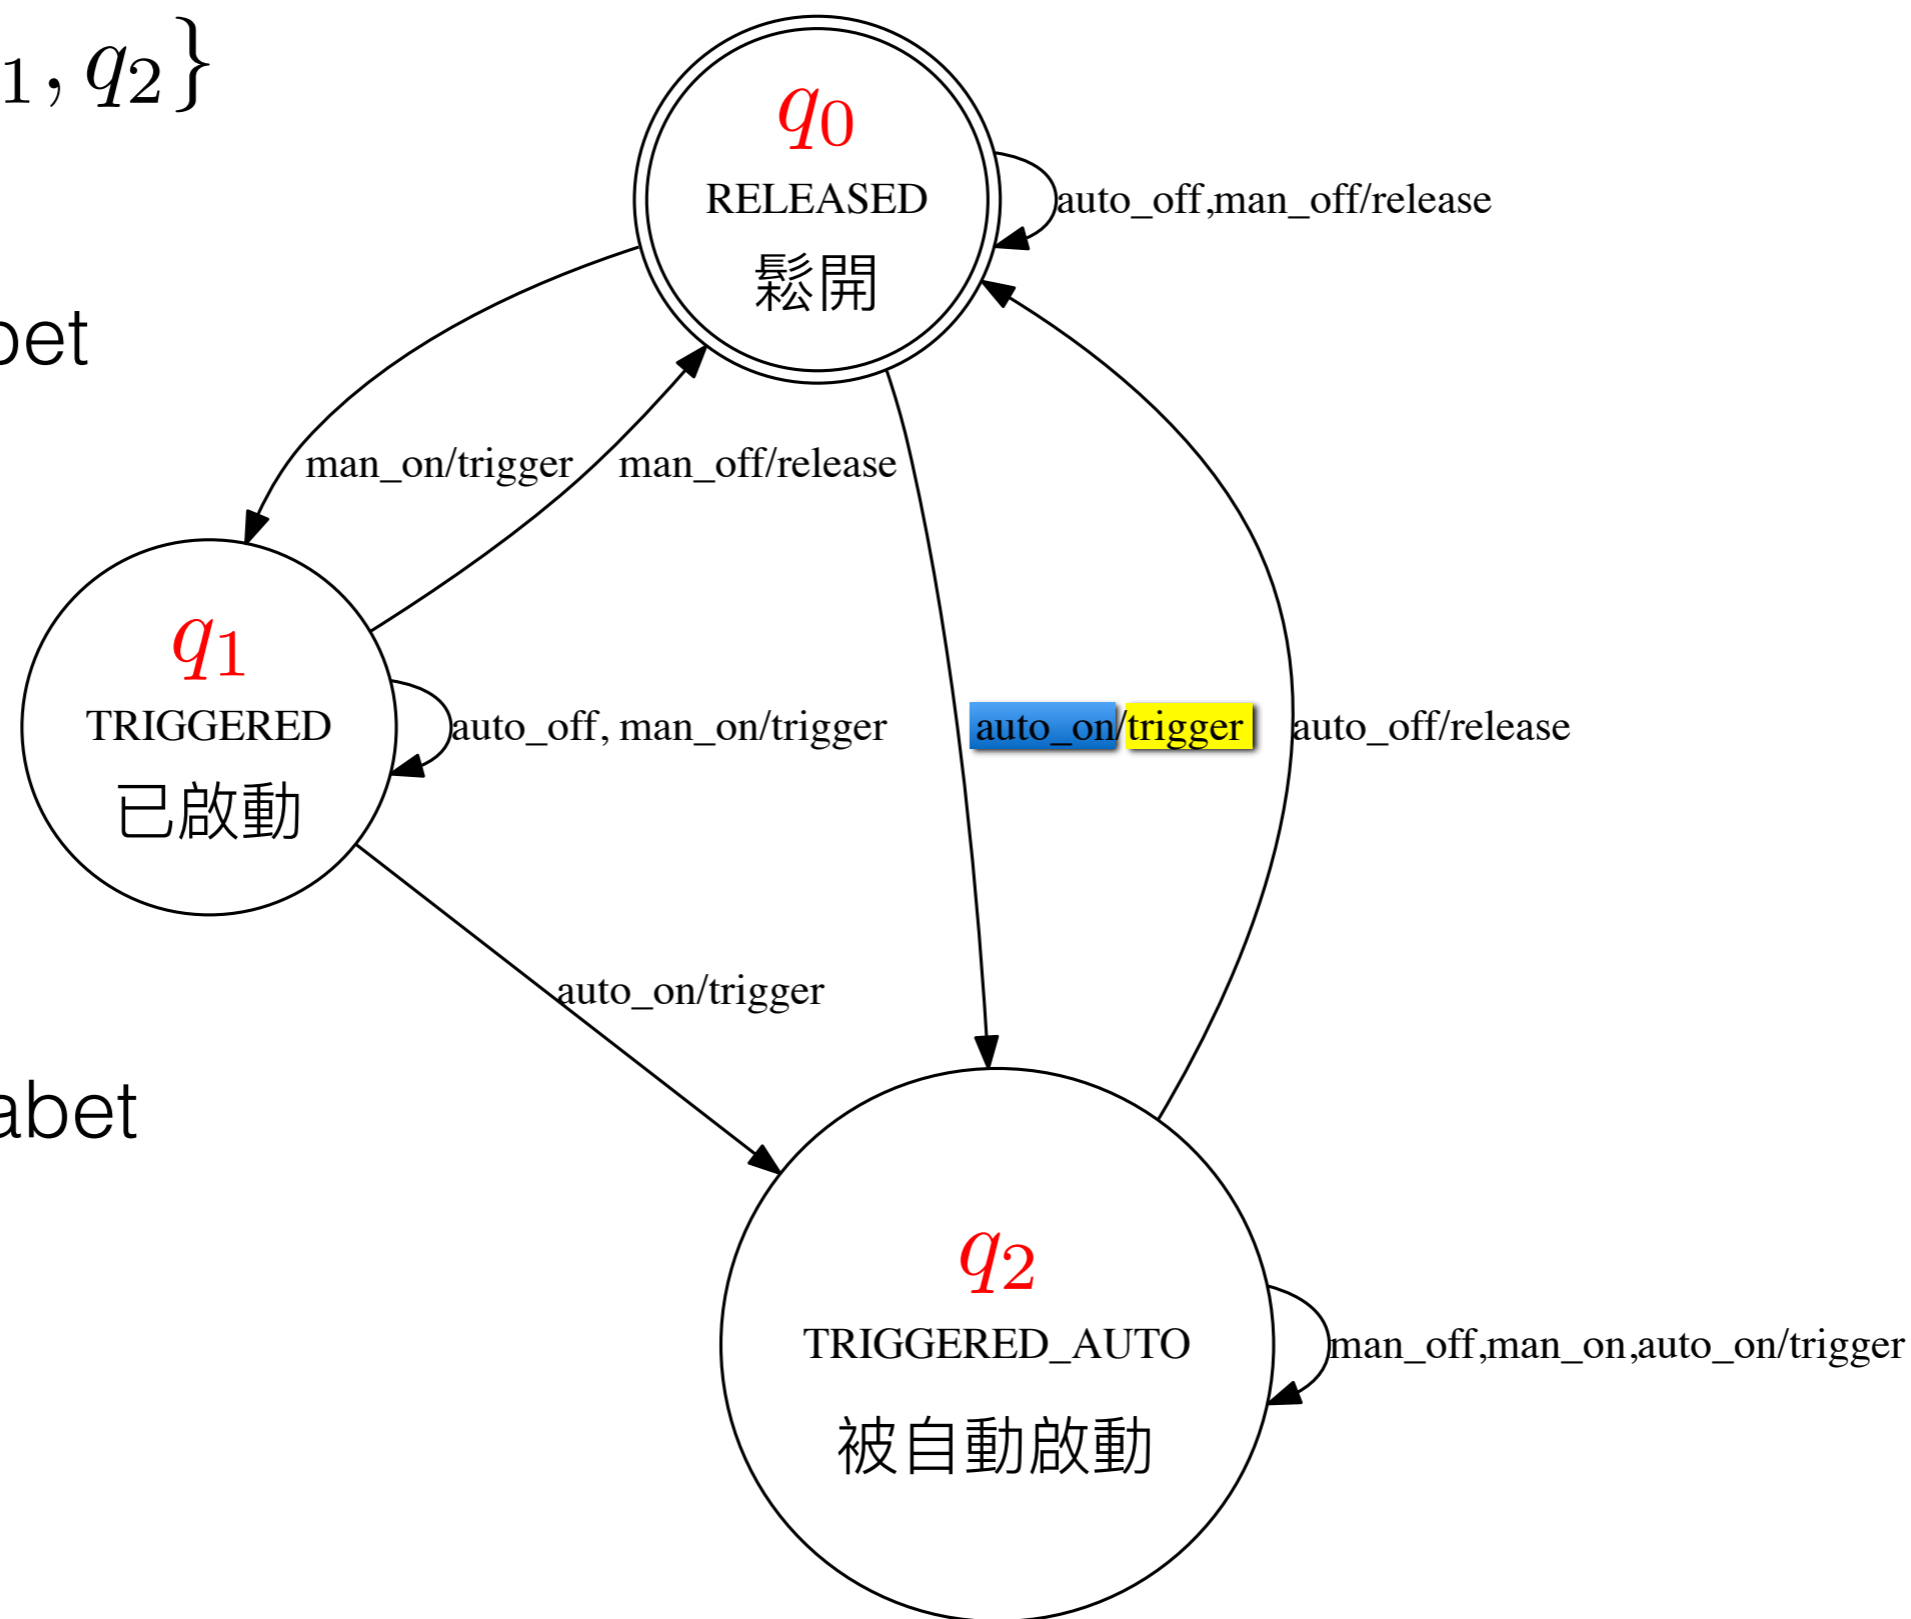 ₁, q₂}
q₀
RELEASED
鬆開
auto_off,man_off/release
bet
man_on/trigger
man_off/release
q₁
TRIGGERED
已啟動
auto_off, man_on/trigger
auto_on/trigger
auto_off/release
auto_on/trigger
abet
q₂
TRIGGERED_AUTO
被自動啟動
man_off,man_on,auto_on/trigger